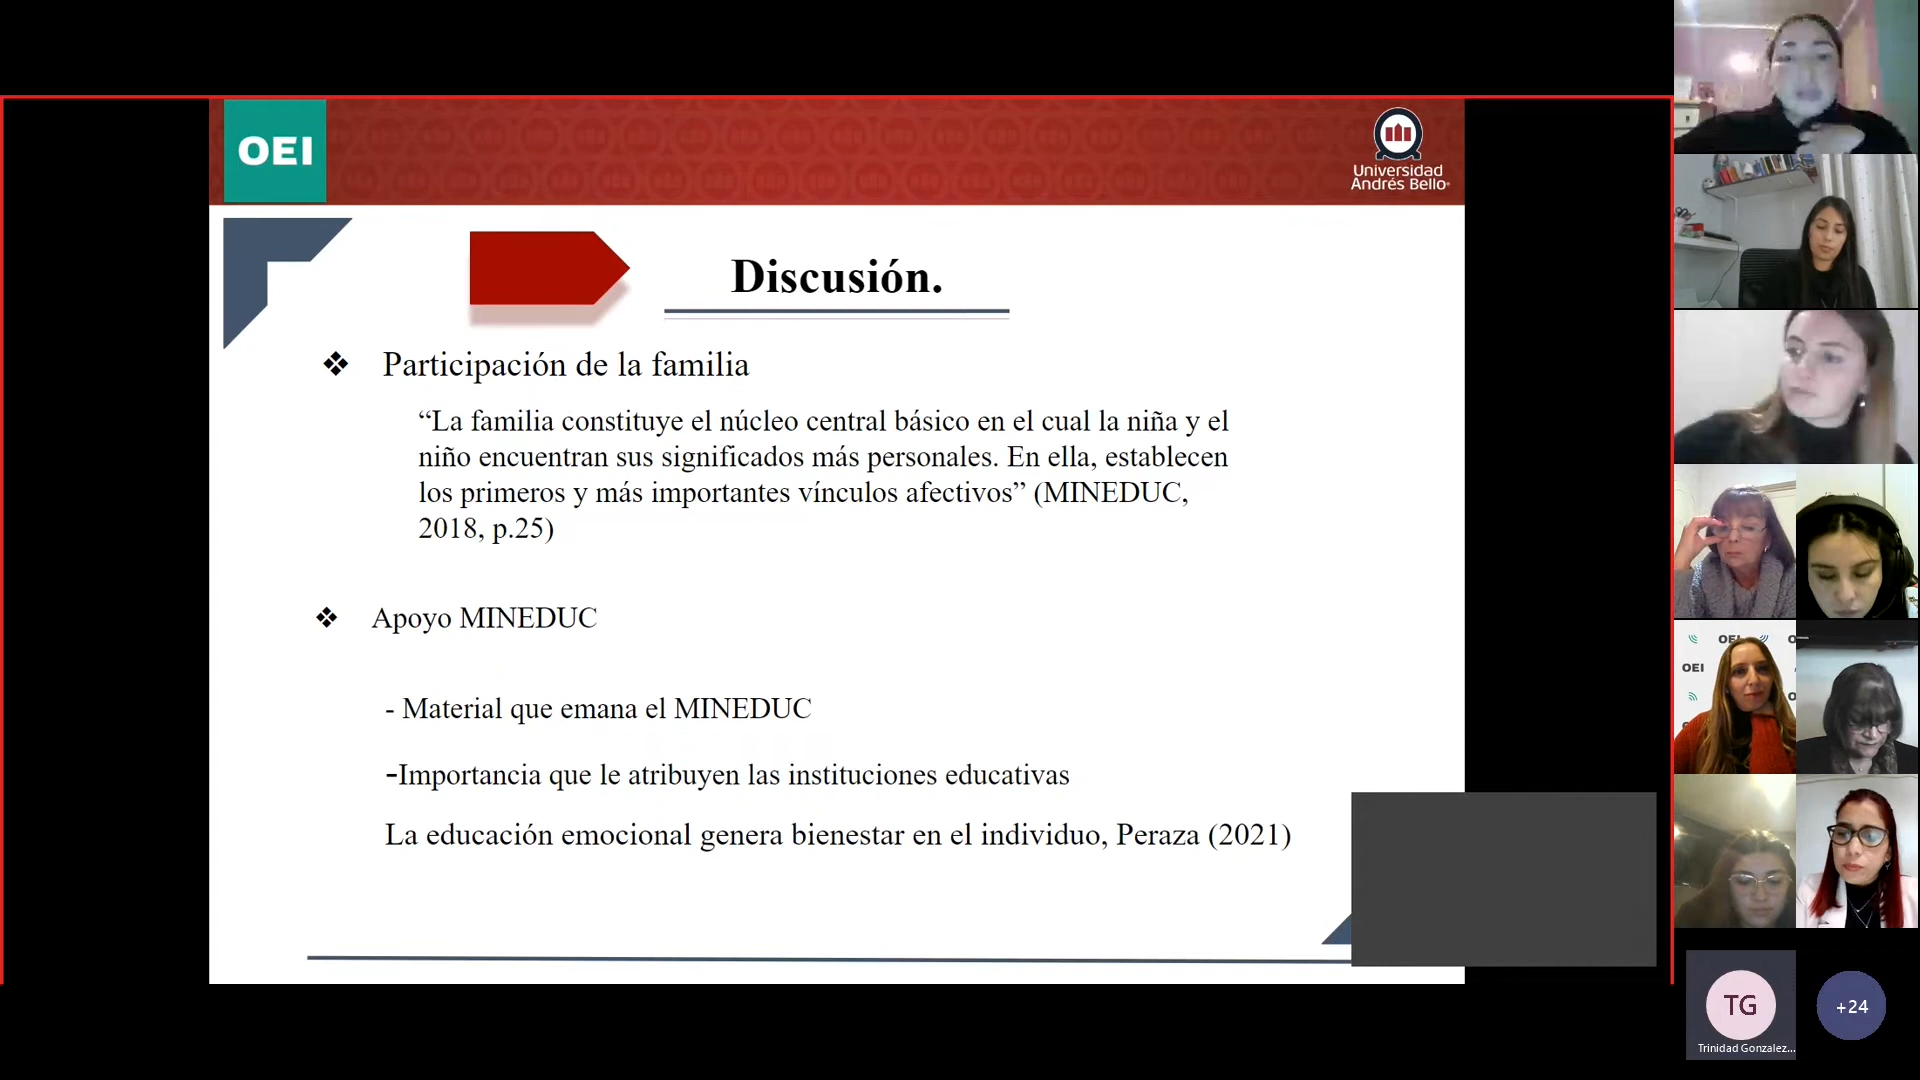 OEI
Universidad
Andrés Bello
Discusión.
❖ Participación de la familia
“La familia constituye el núcleo central básico en el cual la niña y el
niño encuentran sus significados más personales. En ella, establecen
los primeros y más importantes vínculos afectivos” (MINEDUC,
2018, p.25)
❖ Apoyo MINEDUC
- Material que emana el MINEDUC
-Importancia que le atribuyen las instituciones educativas
La educación emocional genera bienestar en el individuo, Peraza (2021)
OEI
OEI
TG
+24
Trinidad Gonzalez...